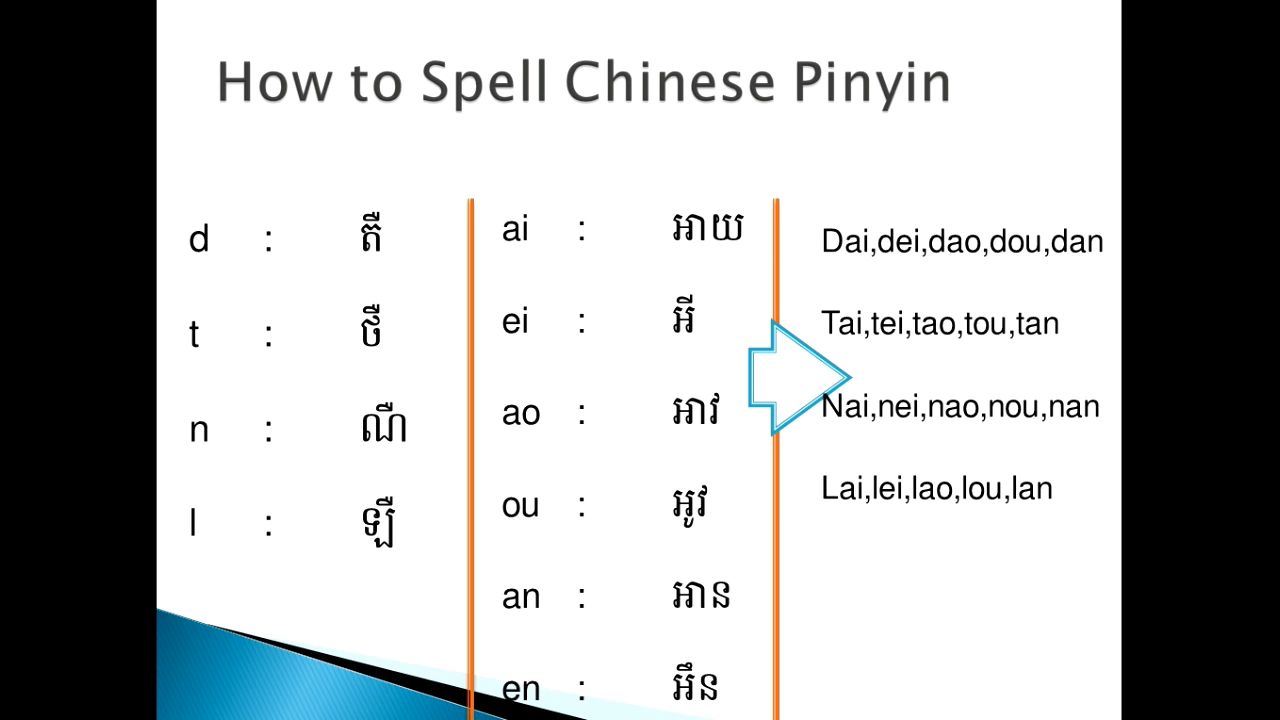 How to Spell Chinese Pinyin
d : តឺ
t : ថឺ
n : ណឺ
l : ឡឺ
ai : អាយ
ei : អី
ao : អាវ
ou : អូវ
an : អាន
en : អឹន
Dai,dei,dao,dou,dan
Tai,tei,tao,tou,tan
Nai,nei,nao,nou,nan
Lai,lei,lao,lou,lan